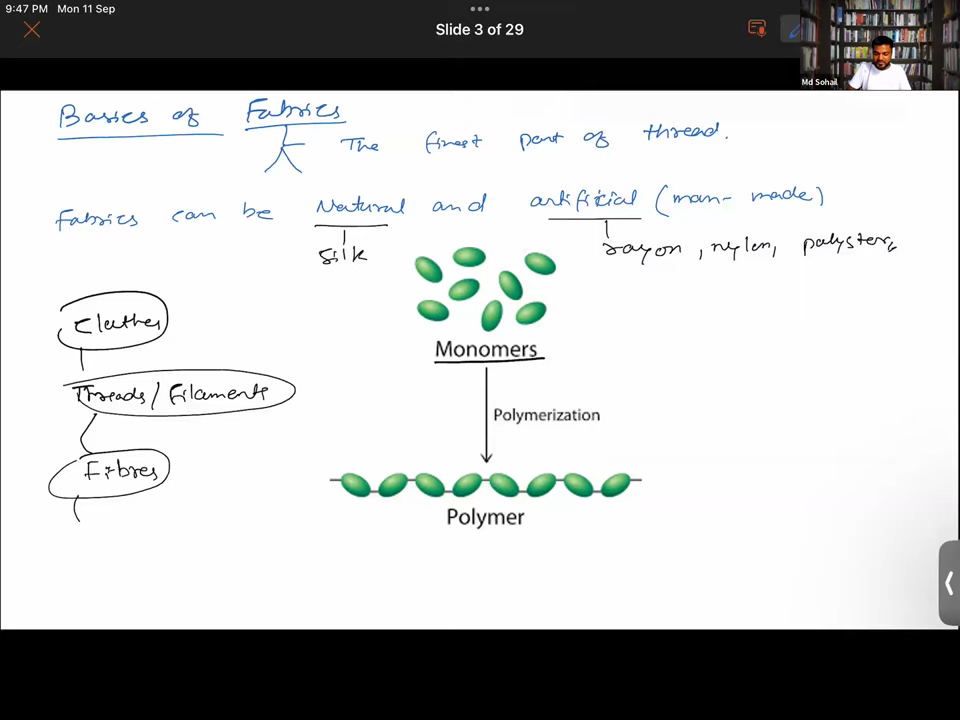 9:47 PM Mon 11 Sep
Slide 3 of 29
Md Sohail
Basics of Fabrics
The finest part of thread.
Fabrics can be Natural and artificial (man-made)
silk
rayon, nylon, polysters
Monomers
Clothes
Threads/Filaments
Polymerization
Fibres
Polymer